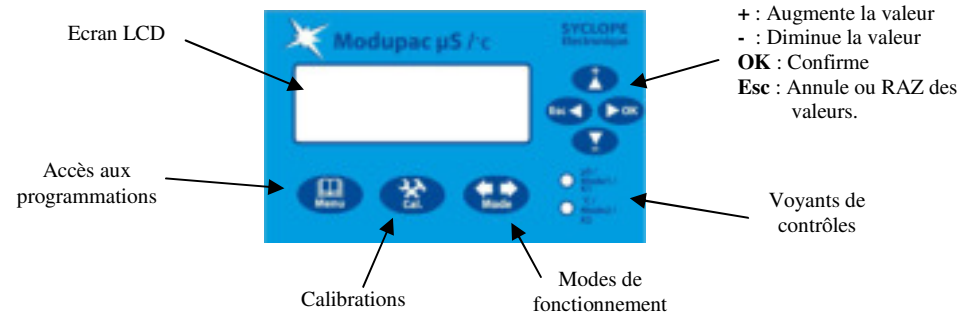 Ecran LCD
Modupac µS /°c
SYCLOPE
Electronique
+ : Augmente la valeur
- : Diminue la valeur
OK : Confirme
Esc : Annule ou RAZ des
valeurs.
+
Esc
OK
-
Accès aux
programmations
Menu
Cal.
Mode
Voyants de
contrôles
Calibrations
Modes de
fonctionnement